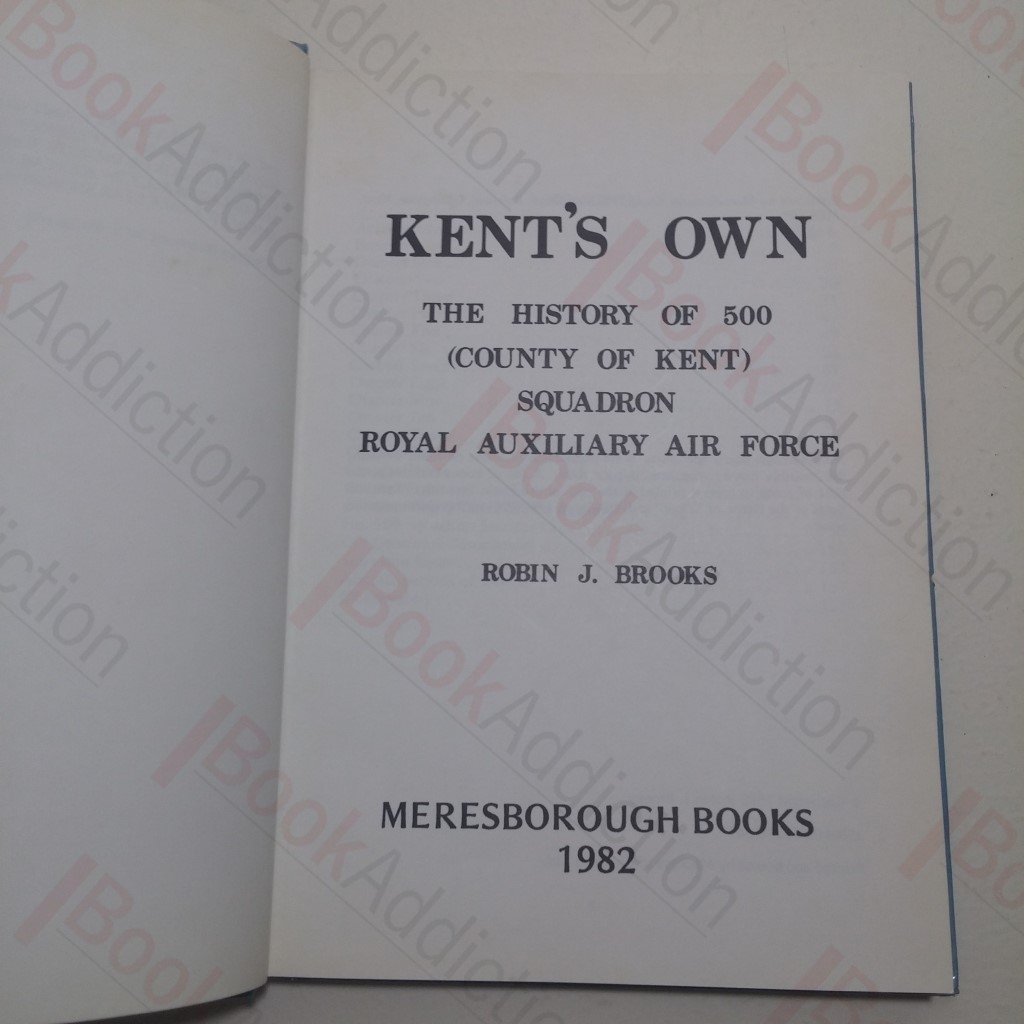 KENT'S OWN
THE HISTORY OF 500
(COUNTY OF KENT)
SQUADRON
ROYAL AUXILIARY AIR FORCE
ROBIN J. BROOKS
MERESBOROUGH BOOKS
1982
BookAddiction